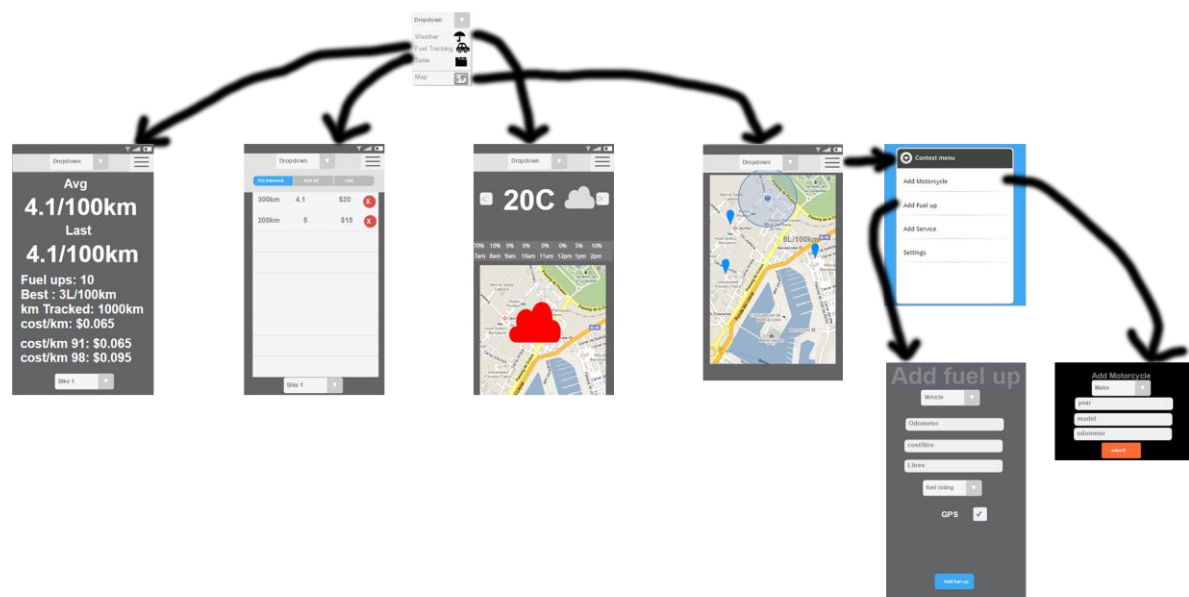 Dropdown
Weather
Fuel Tracking
Table
Map
Dropdown
Avg
4.1/100km
Last
4.1/100km
Fuel ups: 10
Best : 3L/100km
km Tracked: 1000km
cost/km: $0.065
cost/km 91: $0.065
cost/km 98: $0.095
Bike 1
Dropdown
300km 4.1 $20 X
200km 5 $15 X
Bike 1
Dropdown
< 20C >
70% 10% 0% 0% 0% 0% 5% 10%
7am 8am 9am 10am 11am 12pm 1pm 2pm
Dropdown
5L/100km
Context menu
Add Motorcycle
Add Fuel up
Add Service
Settings
Add fuel up
Vehicle
Odometer
cost/litre
Litres
fuel rating
GPS
Add fuel up
Add Motorcycle
Make
year
model
odometer
submit